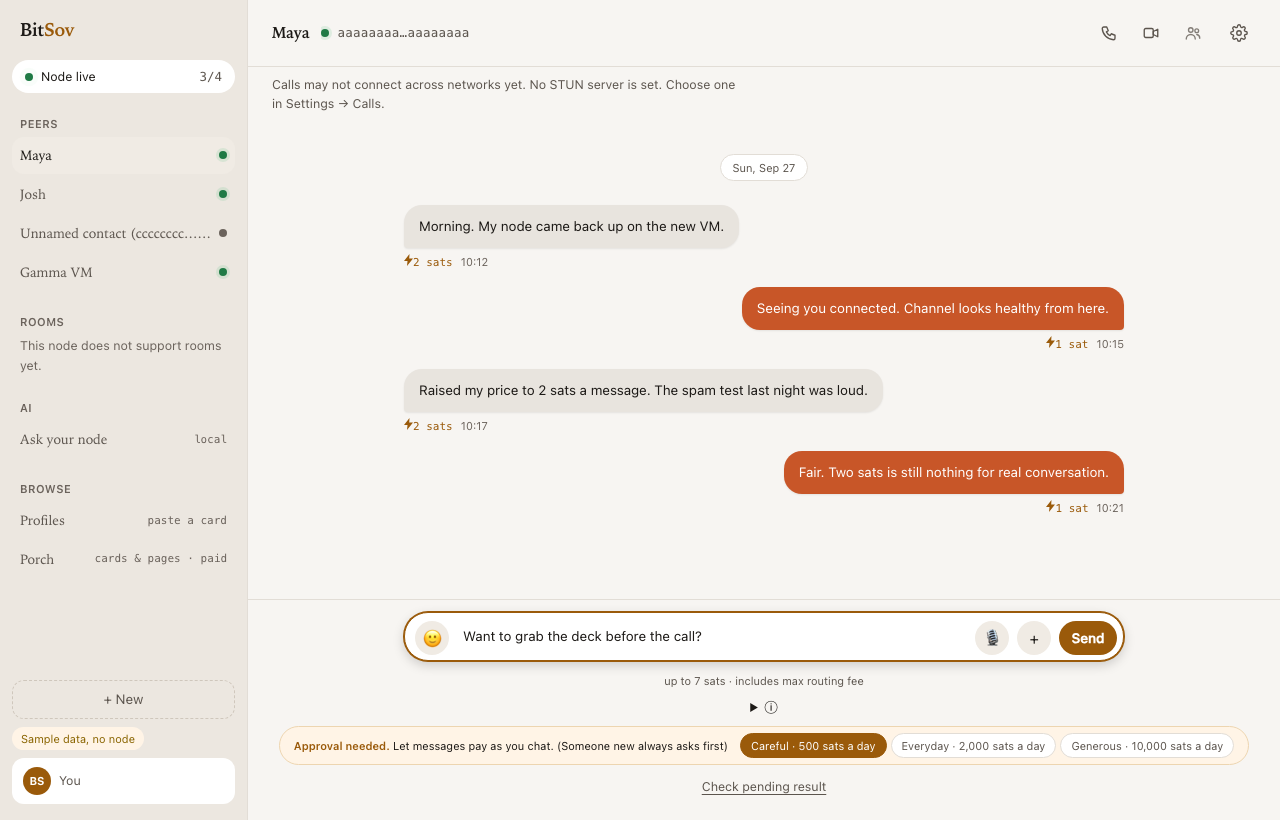 BitSov
Node live 3/4
PEERS
Maya
Josh
Unnamed contact (cccccccc……
Gamma VM
ROOMS
This node does not support rooms
yet.
AI
Ask your node local
BROWSE
Profiles paste a card
Porch cards & pages · paid
+ New
Sample data, no node
BS You
Maya aaaaaaaa…aaaaaaaa
Calls may not connect across networks yet. No STUN server is set. Choose one
in Settings → Calls.
Sun, Sep 27
Morning. My node came back up on the new VM.
2 sats 10:12
Seeing you connected. Channel looks healthy from here.
1 sat 10:15
Raised my price to 2 sats a message. The spam test last night was loud.
2 sats 10:17
Fair. Two sats is still nothing for real conversation.
1 sat 10:21
Want to grab the deck before the call? + Send
up to 7 sats · includes max routing fee
▶ ⓘ
Approval needed. Let messages pay as you chat. (Someone new always asks first) Careful · 500 sats a day Everyday · 2,000 sats a day Generous · 10,000 sats a day
Check pending result